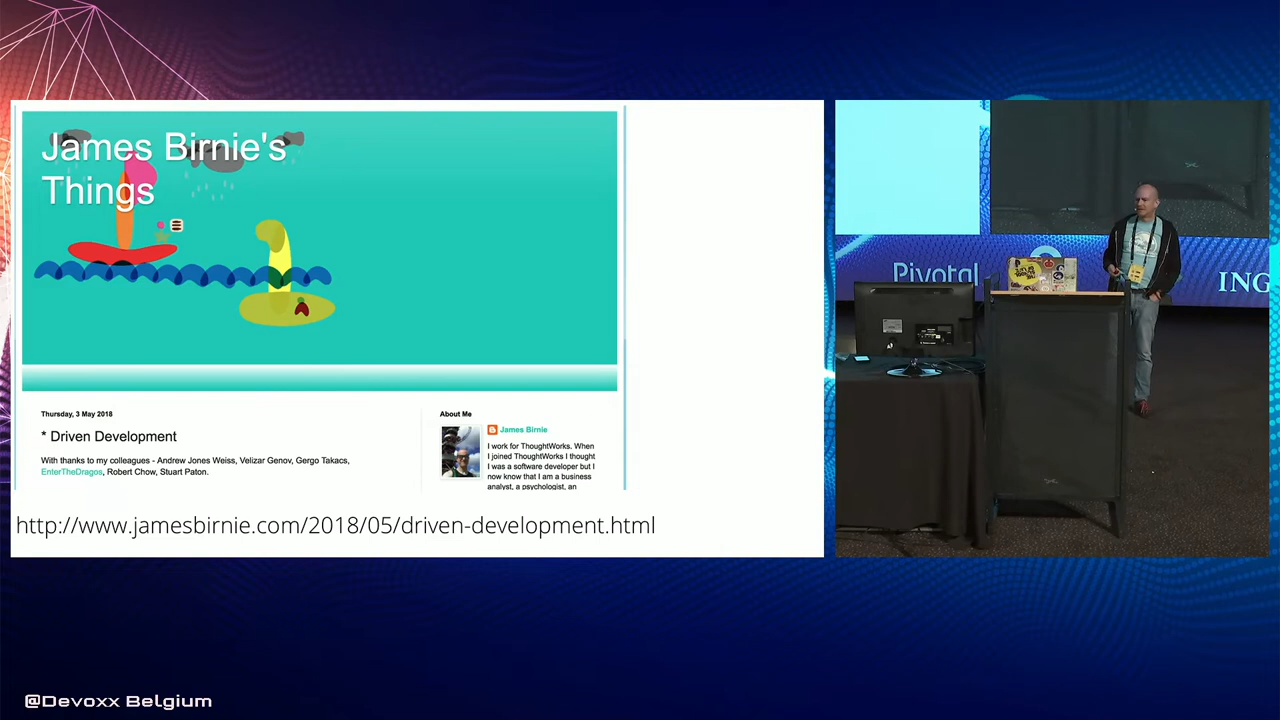 James Birnie's
Things
Thursday, 3 May 2018
* Driven Development
With thanks to my colleagues - Andrew Jones Weiss, Velizar Genov, Gergo Takacs,
EnterTheDragos, Robert Chow, Stuart Paton.
About Me
James Birnie
I work for ThoughtWorks. When
I joined ThoughtWorks I thought
I was a software developer but I
now know that I am a business
analyst, a psychologist, an
http://www.jamesbirnie.com/2018/05/driven-development.html
Pivotal
ING
@Devoxx Belgium